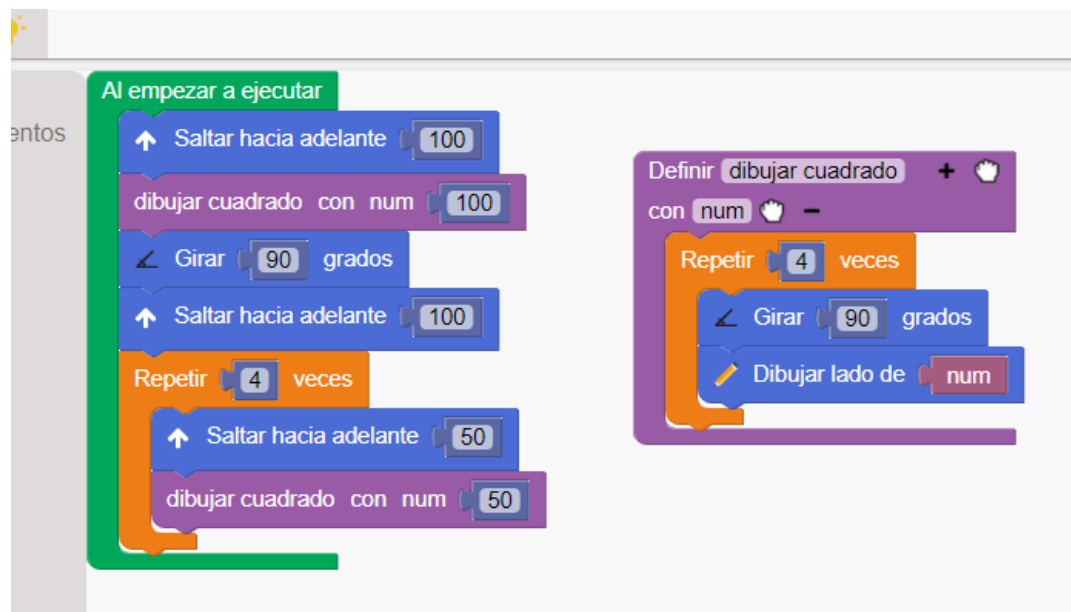 entos
Al empezar a ejecutar
Saltar hacia adelante 100
dibujar cuadrado con num 100
Girar 90 grados
Saltar hacia adelante 100
Repetir 4 veces
Saltar hacia adelante 50
dibujar cuadrado con num 50
Definir dibujar cuadrado +
con num −
Repetir 4 veces
Girar 90 grados
Dibujar lado de num